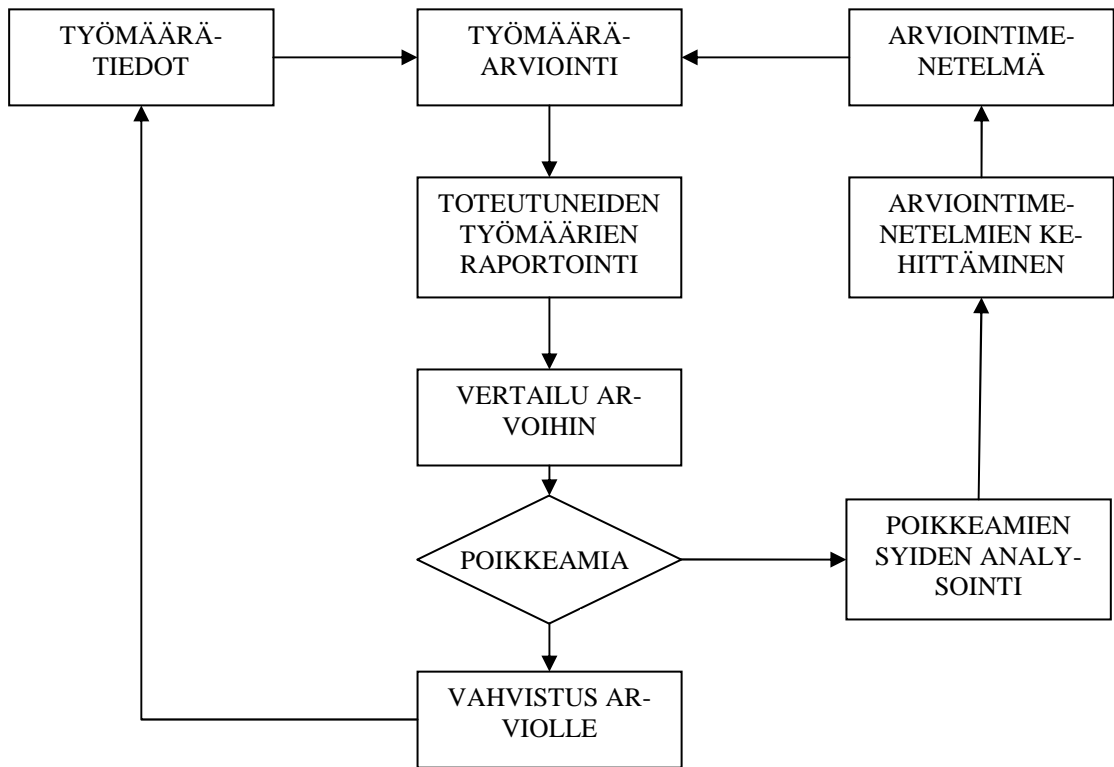 TYÖMÄÄRÄ-
TIEDOT
TYÖMÄÄRÄ-
ARVIOINTI
ARVIOINTIME-
NETELMÄ
TOTEUTUNEIDEN
TYÖMÄÄRIEN
RAPORTOINTI
ARVIOINTIME-
NETELMIEN KE-
HITTÄMINEN
VERTAILU AR-
VOIHIN
POIKKEAMIA
POIKKEAMIEN
SYIDEN ANALY-
SOINTI
VAHVISTUS AR-
VIOLLE